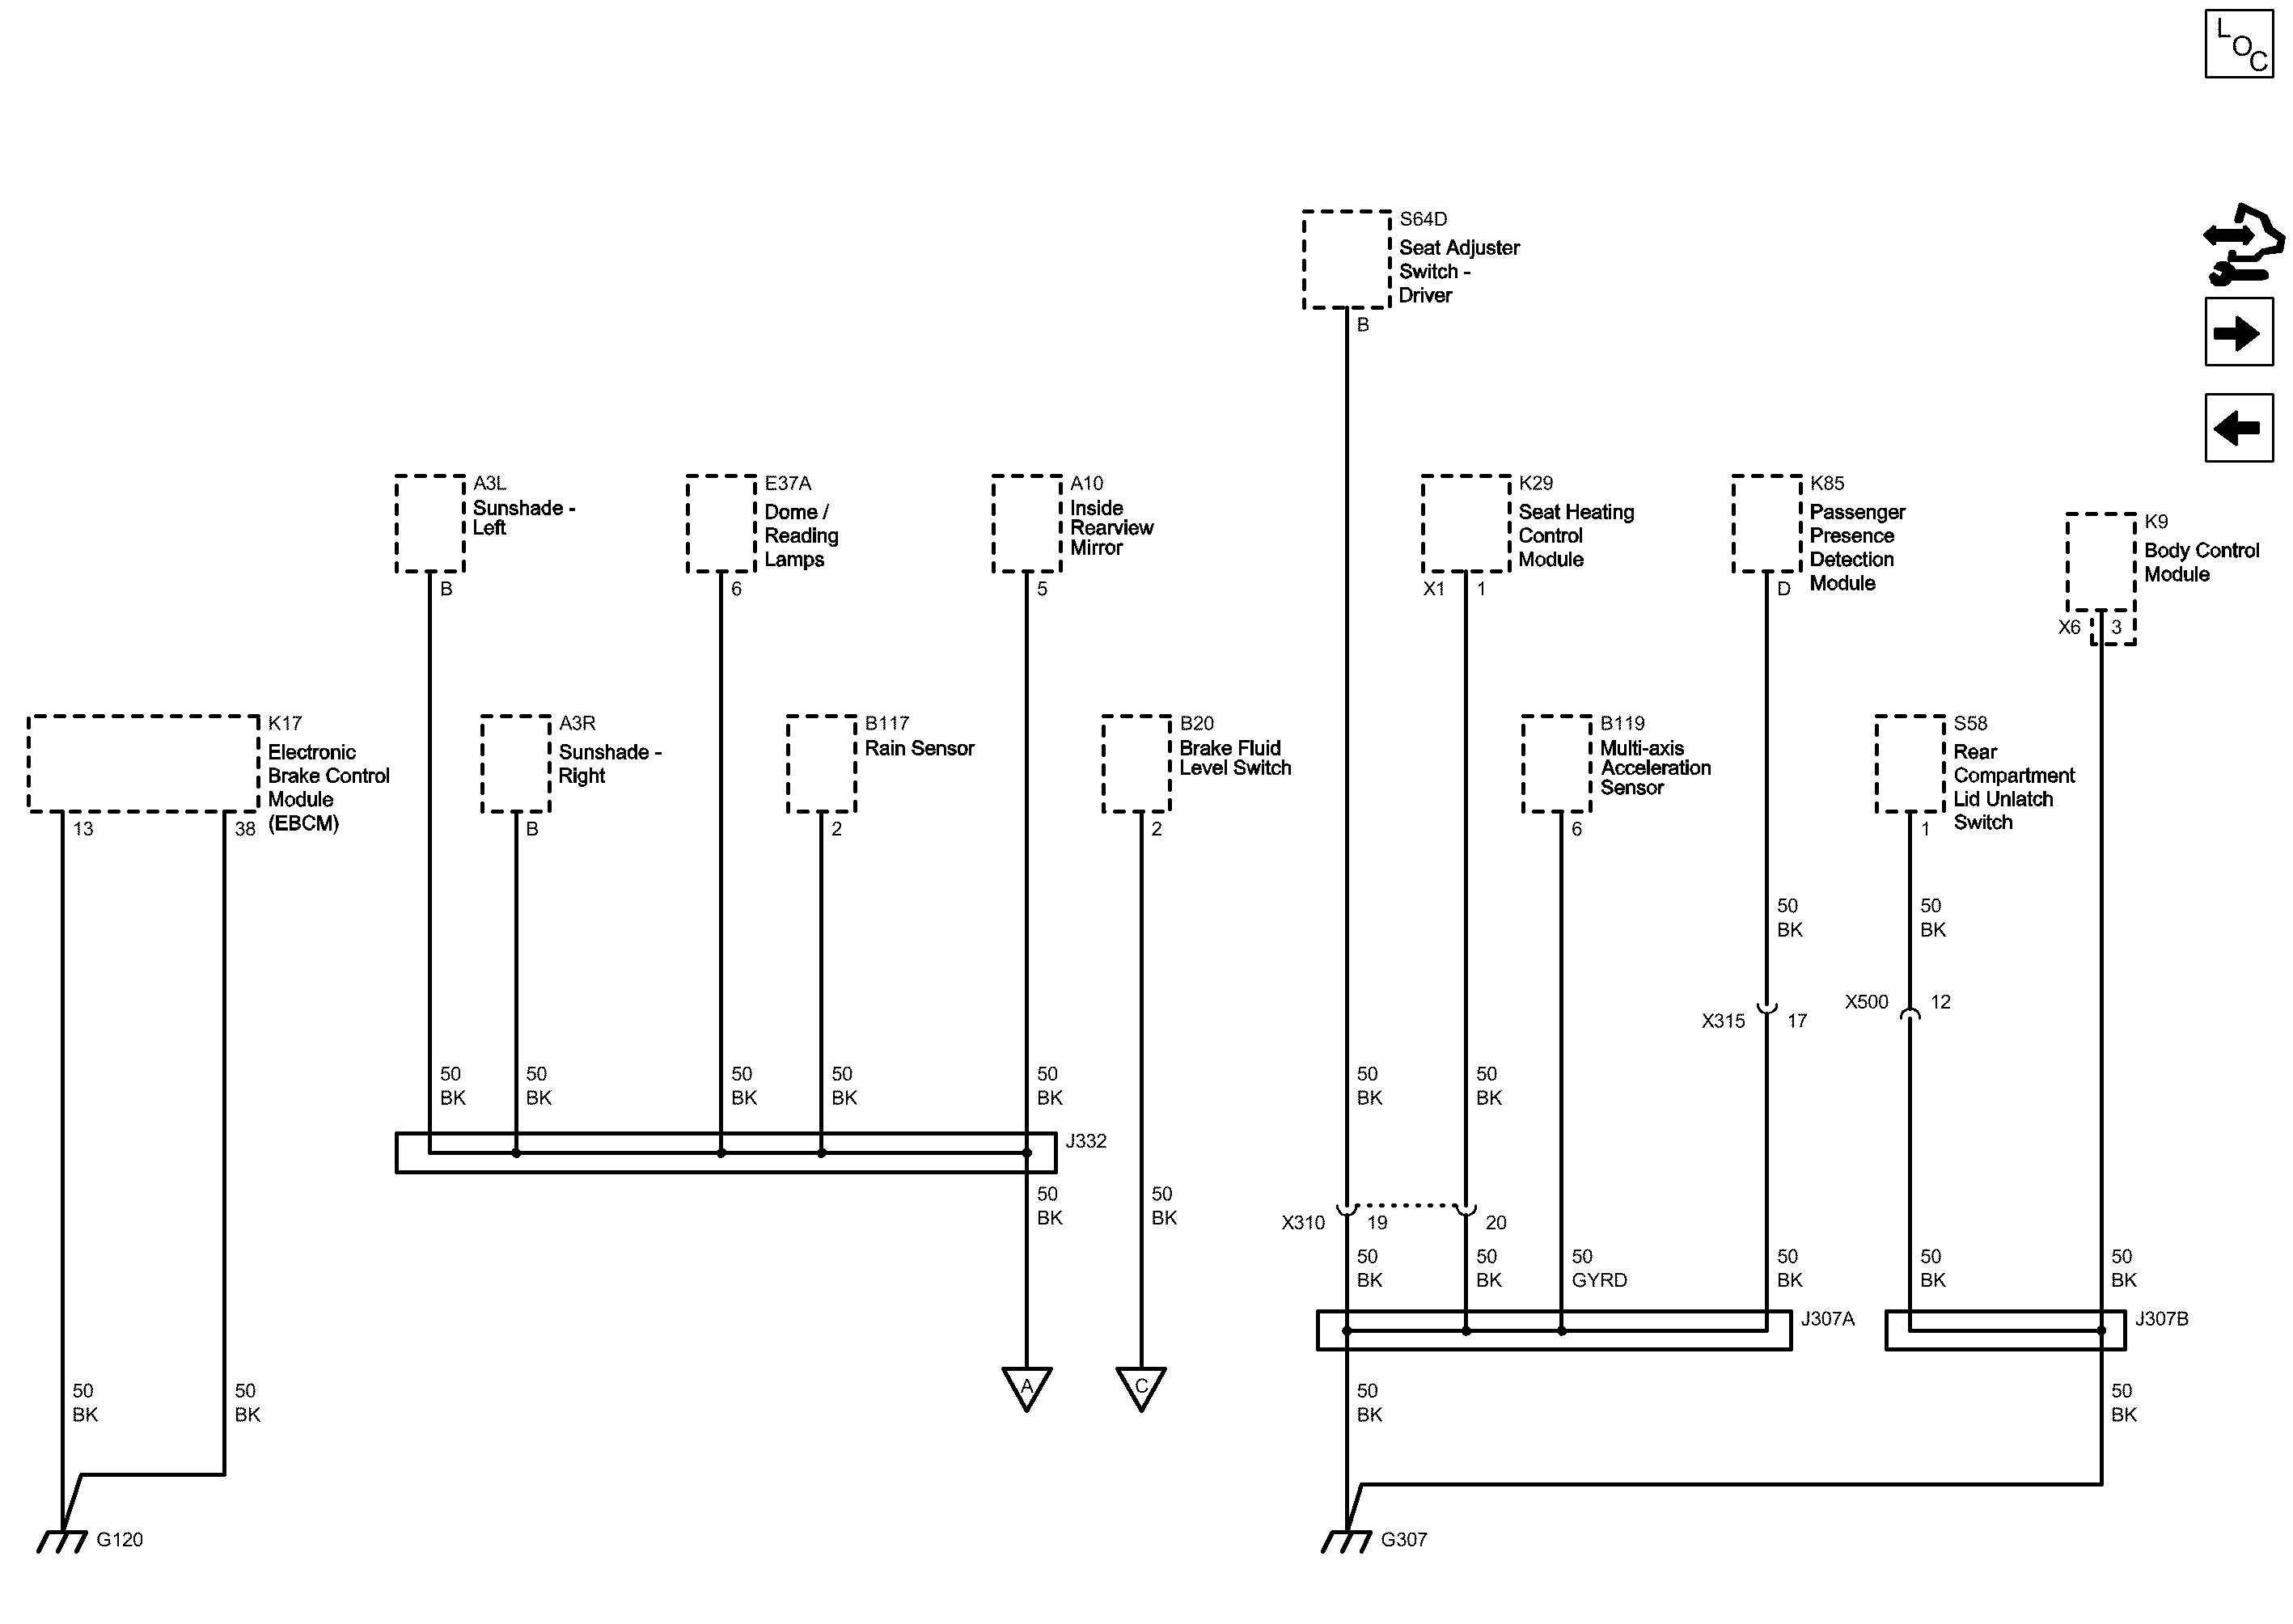 LOC
S64D
Seat Adjuster
Switch -
Driver
B
A3L
Sunshade -
Left
B
E37A
Dome /
Reading
Lamps
6
A10
Inside
Rearview
Mirror
5
K29
Seat Heating
Control
Module
X1 1
K85
Passenger
Presence
Detection
Module
D
K9
Body Control
Module
X6 3
K17
Electronic
Brake Control
Module
(EBCM)
13 38
A3R
Sunshade -
Right
B
B117
Rain Sensor
2
B20
Brake Fluid
Level Switch
2
B119
Multi-axis
Acceleration
Sensor
6
S58
Rear
Compartment
Lid Unlatch
Switch
1
50 50
BK BK
X315 17
X500 12
50 50 50 50 50 50 50
BK BK BK BK BK BK BK
J332
50 50
BK BK
X310 19 20
50 50 50 50 50 50
BK BK GYRD BK BK BK
J307A J307B
A C
50 50 50 50
BK BK BK BK
G120 G307